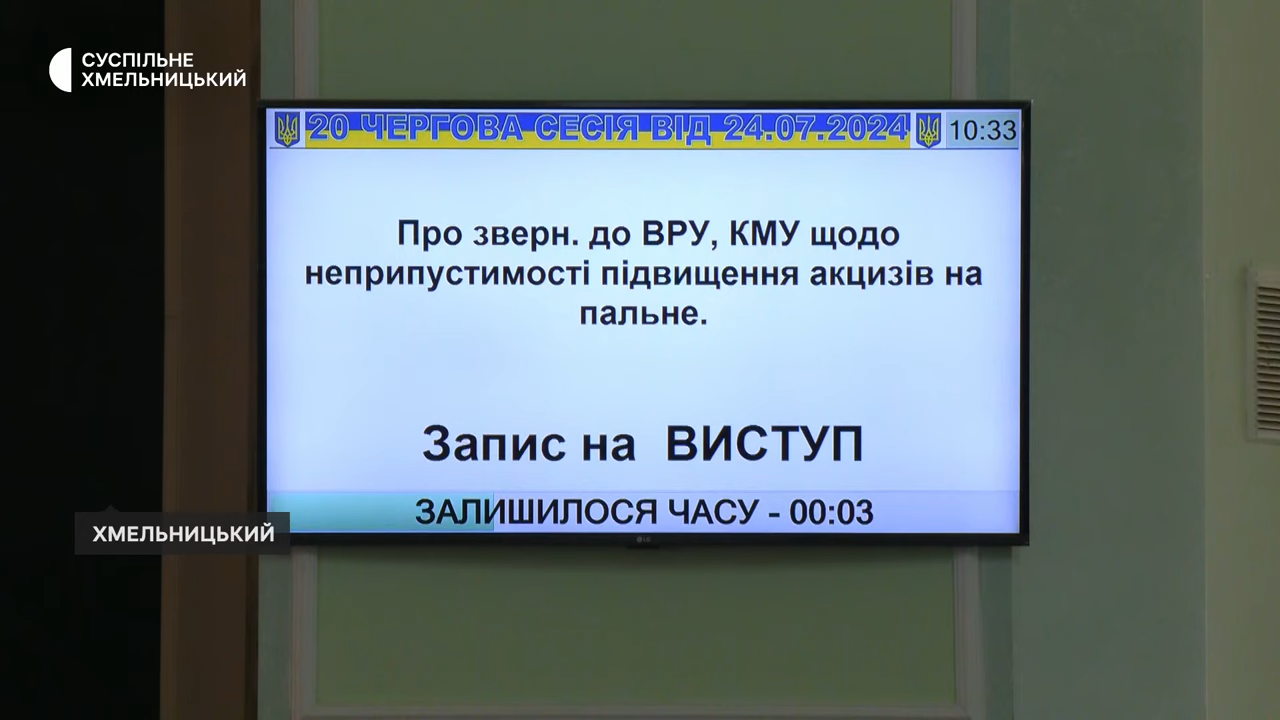 СУСПІЛЬНЕ
ХМЕЛЬНИЦЬКИЙ
20 ЧЕРГОВА СЕСІЯ ВІД 24.07.2024 10:33
Про зверн. до ВРУ, КМУ щодо
неприпустимості підвищення акцизів на
пальне.
Запис на ВИСТУП
ЗАЛИШИЛОСЯ ЧАСУ - 00:03
ХМЕЛЬНИЦЬКИЙ
LG